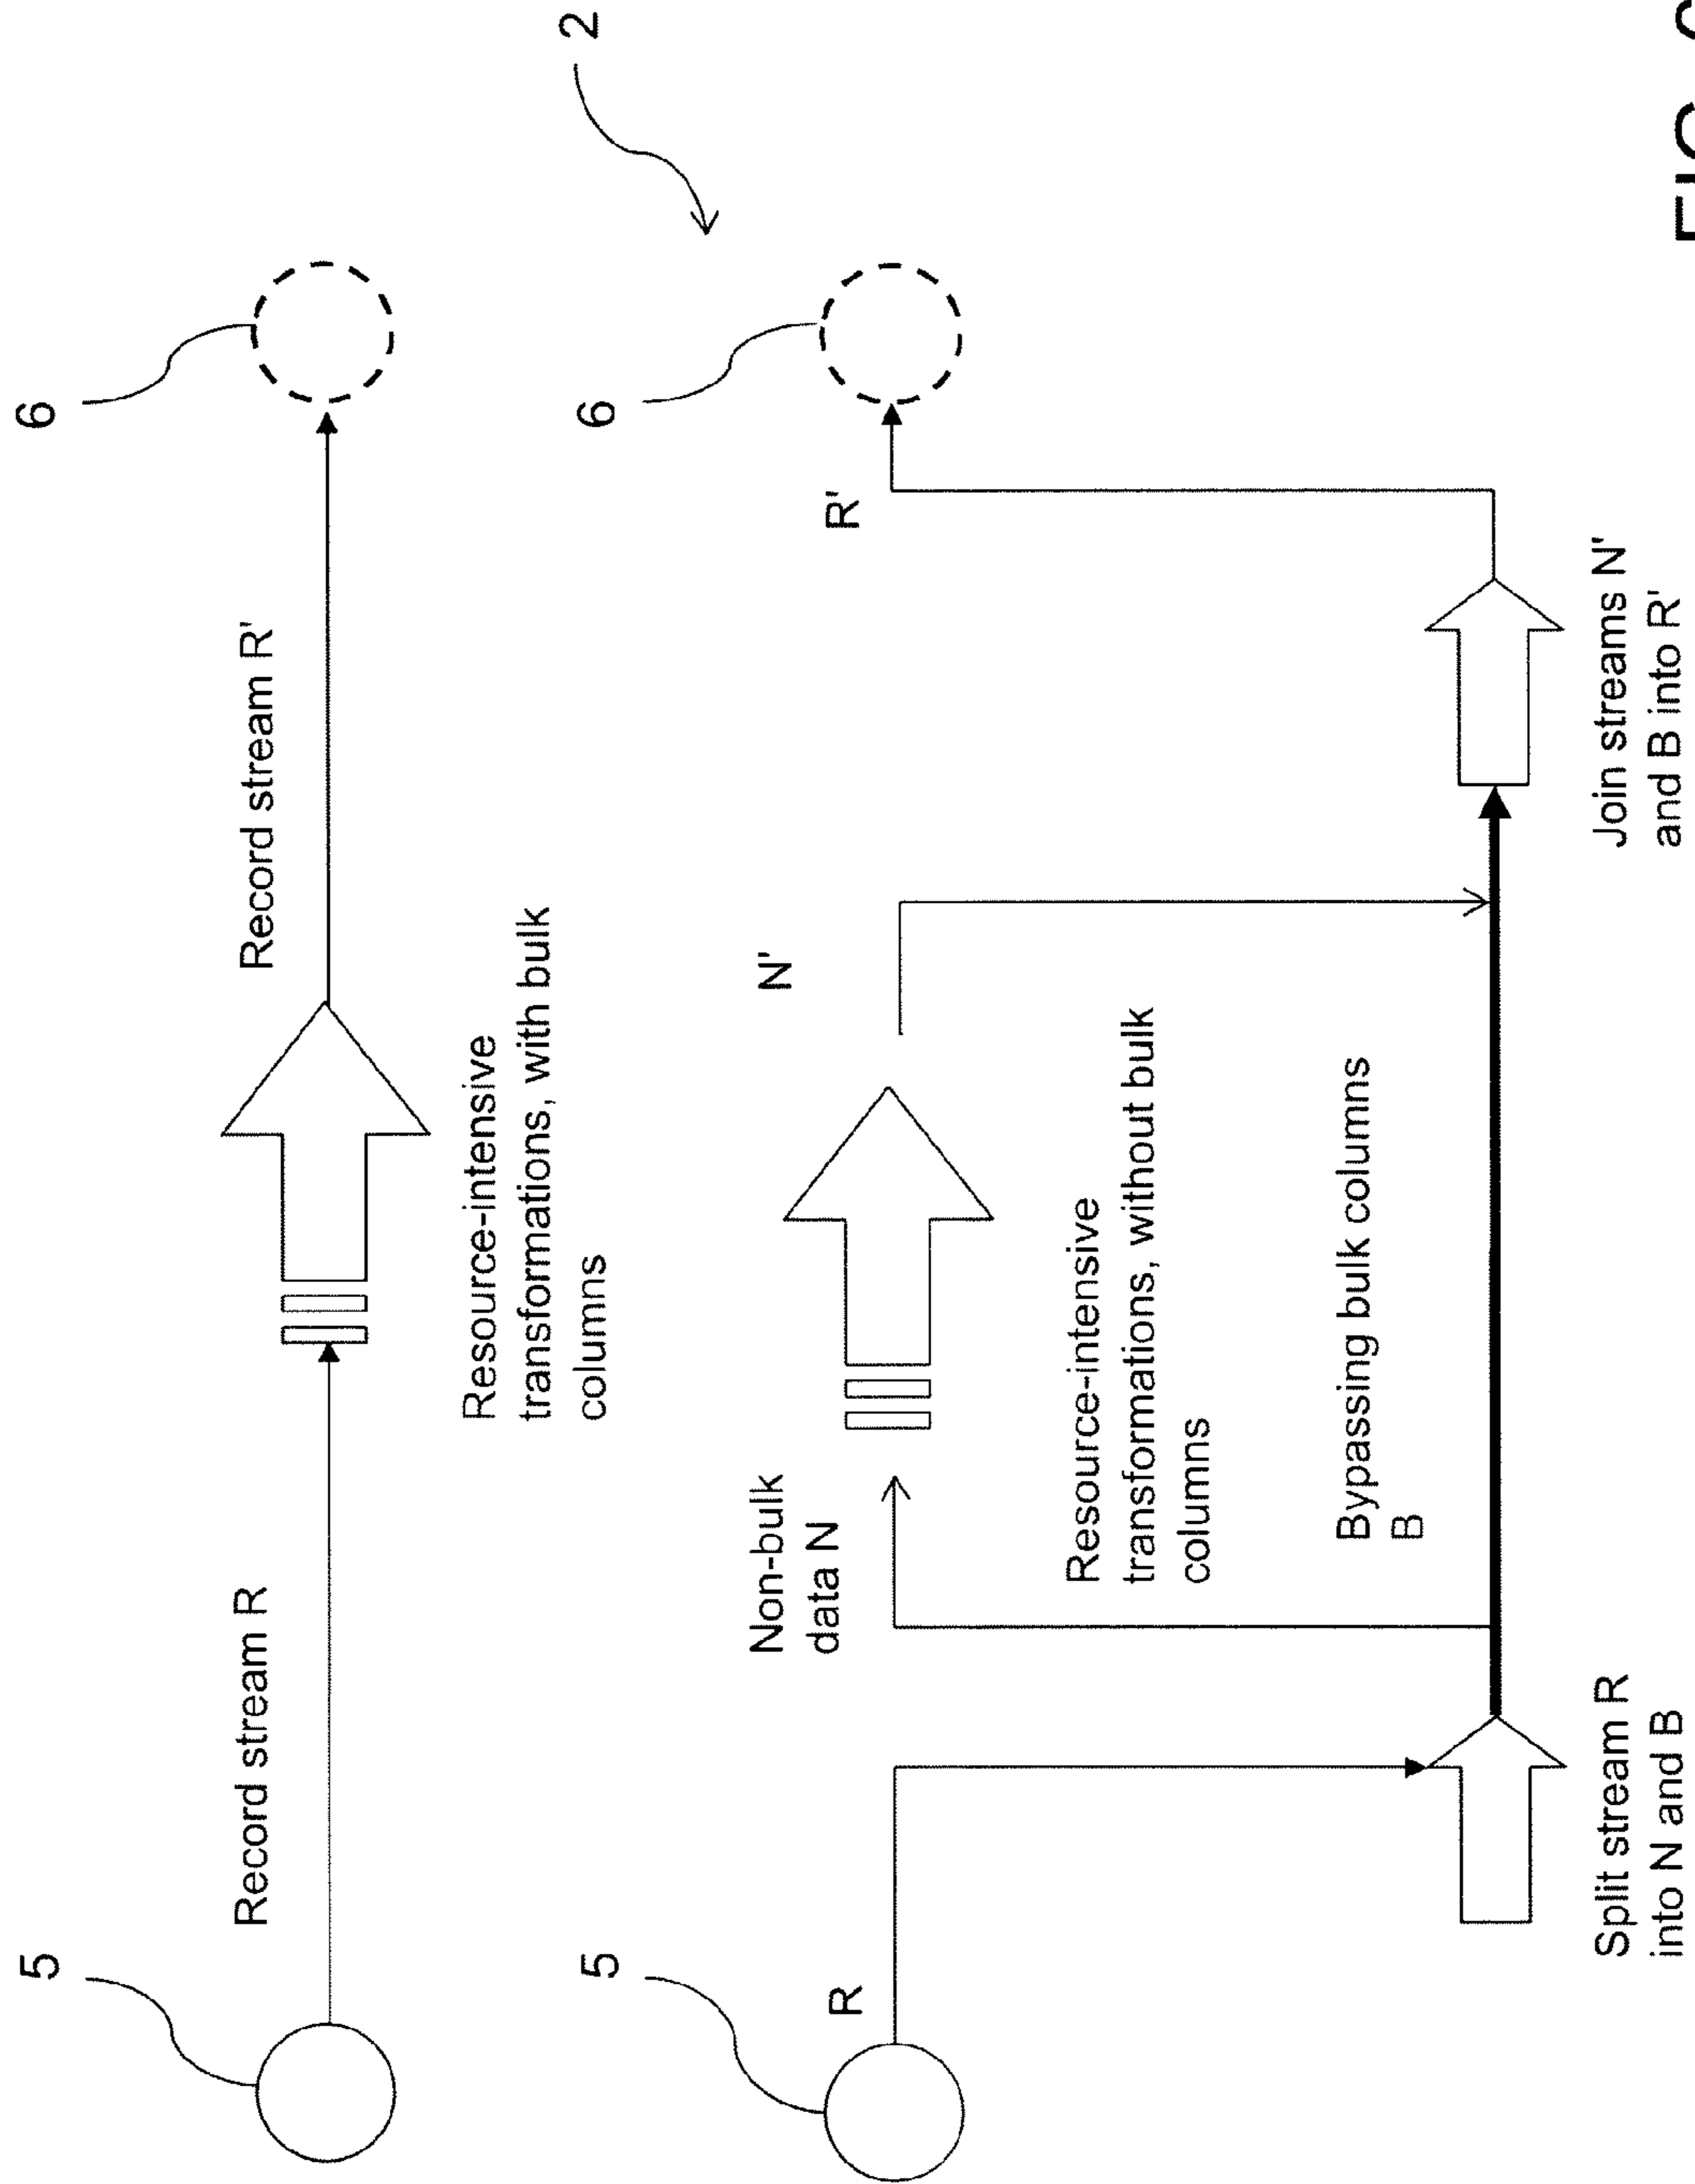 5
Record stream R
Resource-intensive
transformations, with bulk
columns
Record stream R'
6
2
5
R
Split stream R
into N and B
Non-bulk
data N
Resource-intensive
transformations, without bulk
columns
Bypassing bulk columns
B
N'
Join streams N'
and B into R'
R'
6
FIG